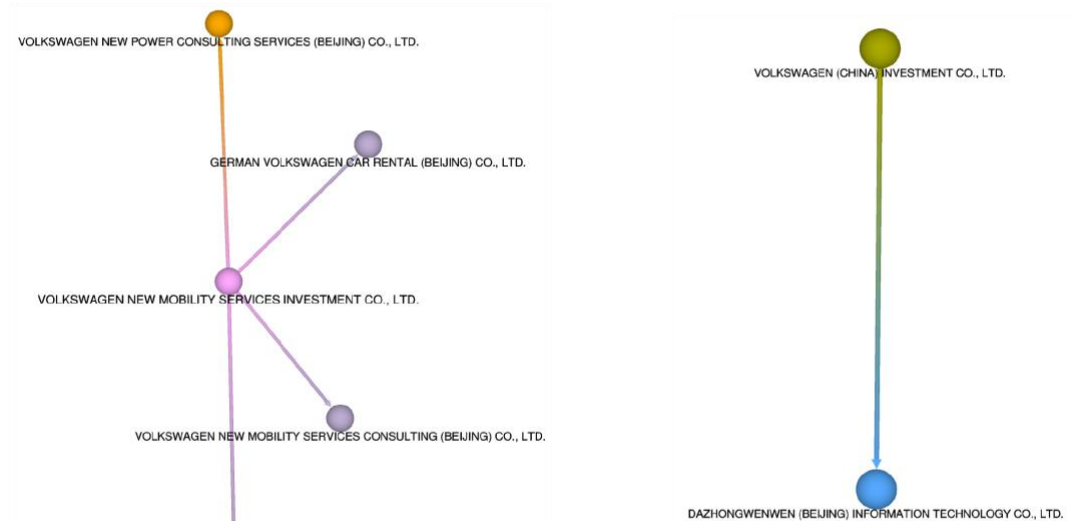 VOLKSWAGEN NEW POWER CONSULTING SERVICES (BEIJING) CO., LTD.
GERMAN VOLKSWAGEN CAR RENTAL (BEIJING) CO., LTD.
VOLKSWAGEN NEW MOBILITY SERVICES INVESTMENT CO., LTD.
VOLKSWAGEN NEW MOBILITY SERVICES CONSULTING (BEIJING) CO., LTD.
VOLKSWAGEN (CHINA) INVESTMENT CO., LTD.
DAZHONGWENWEN (BEIJING) INFORMATION TECHNOLOGY CO., LTD.